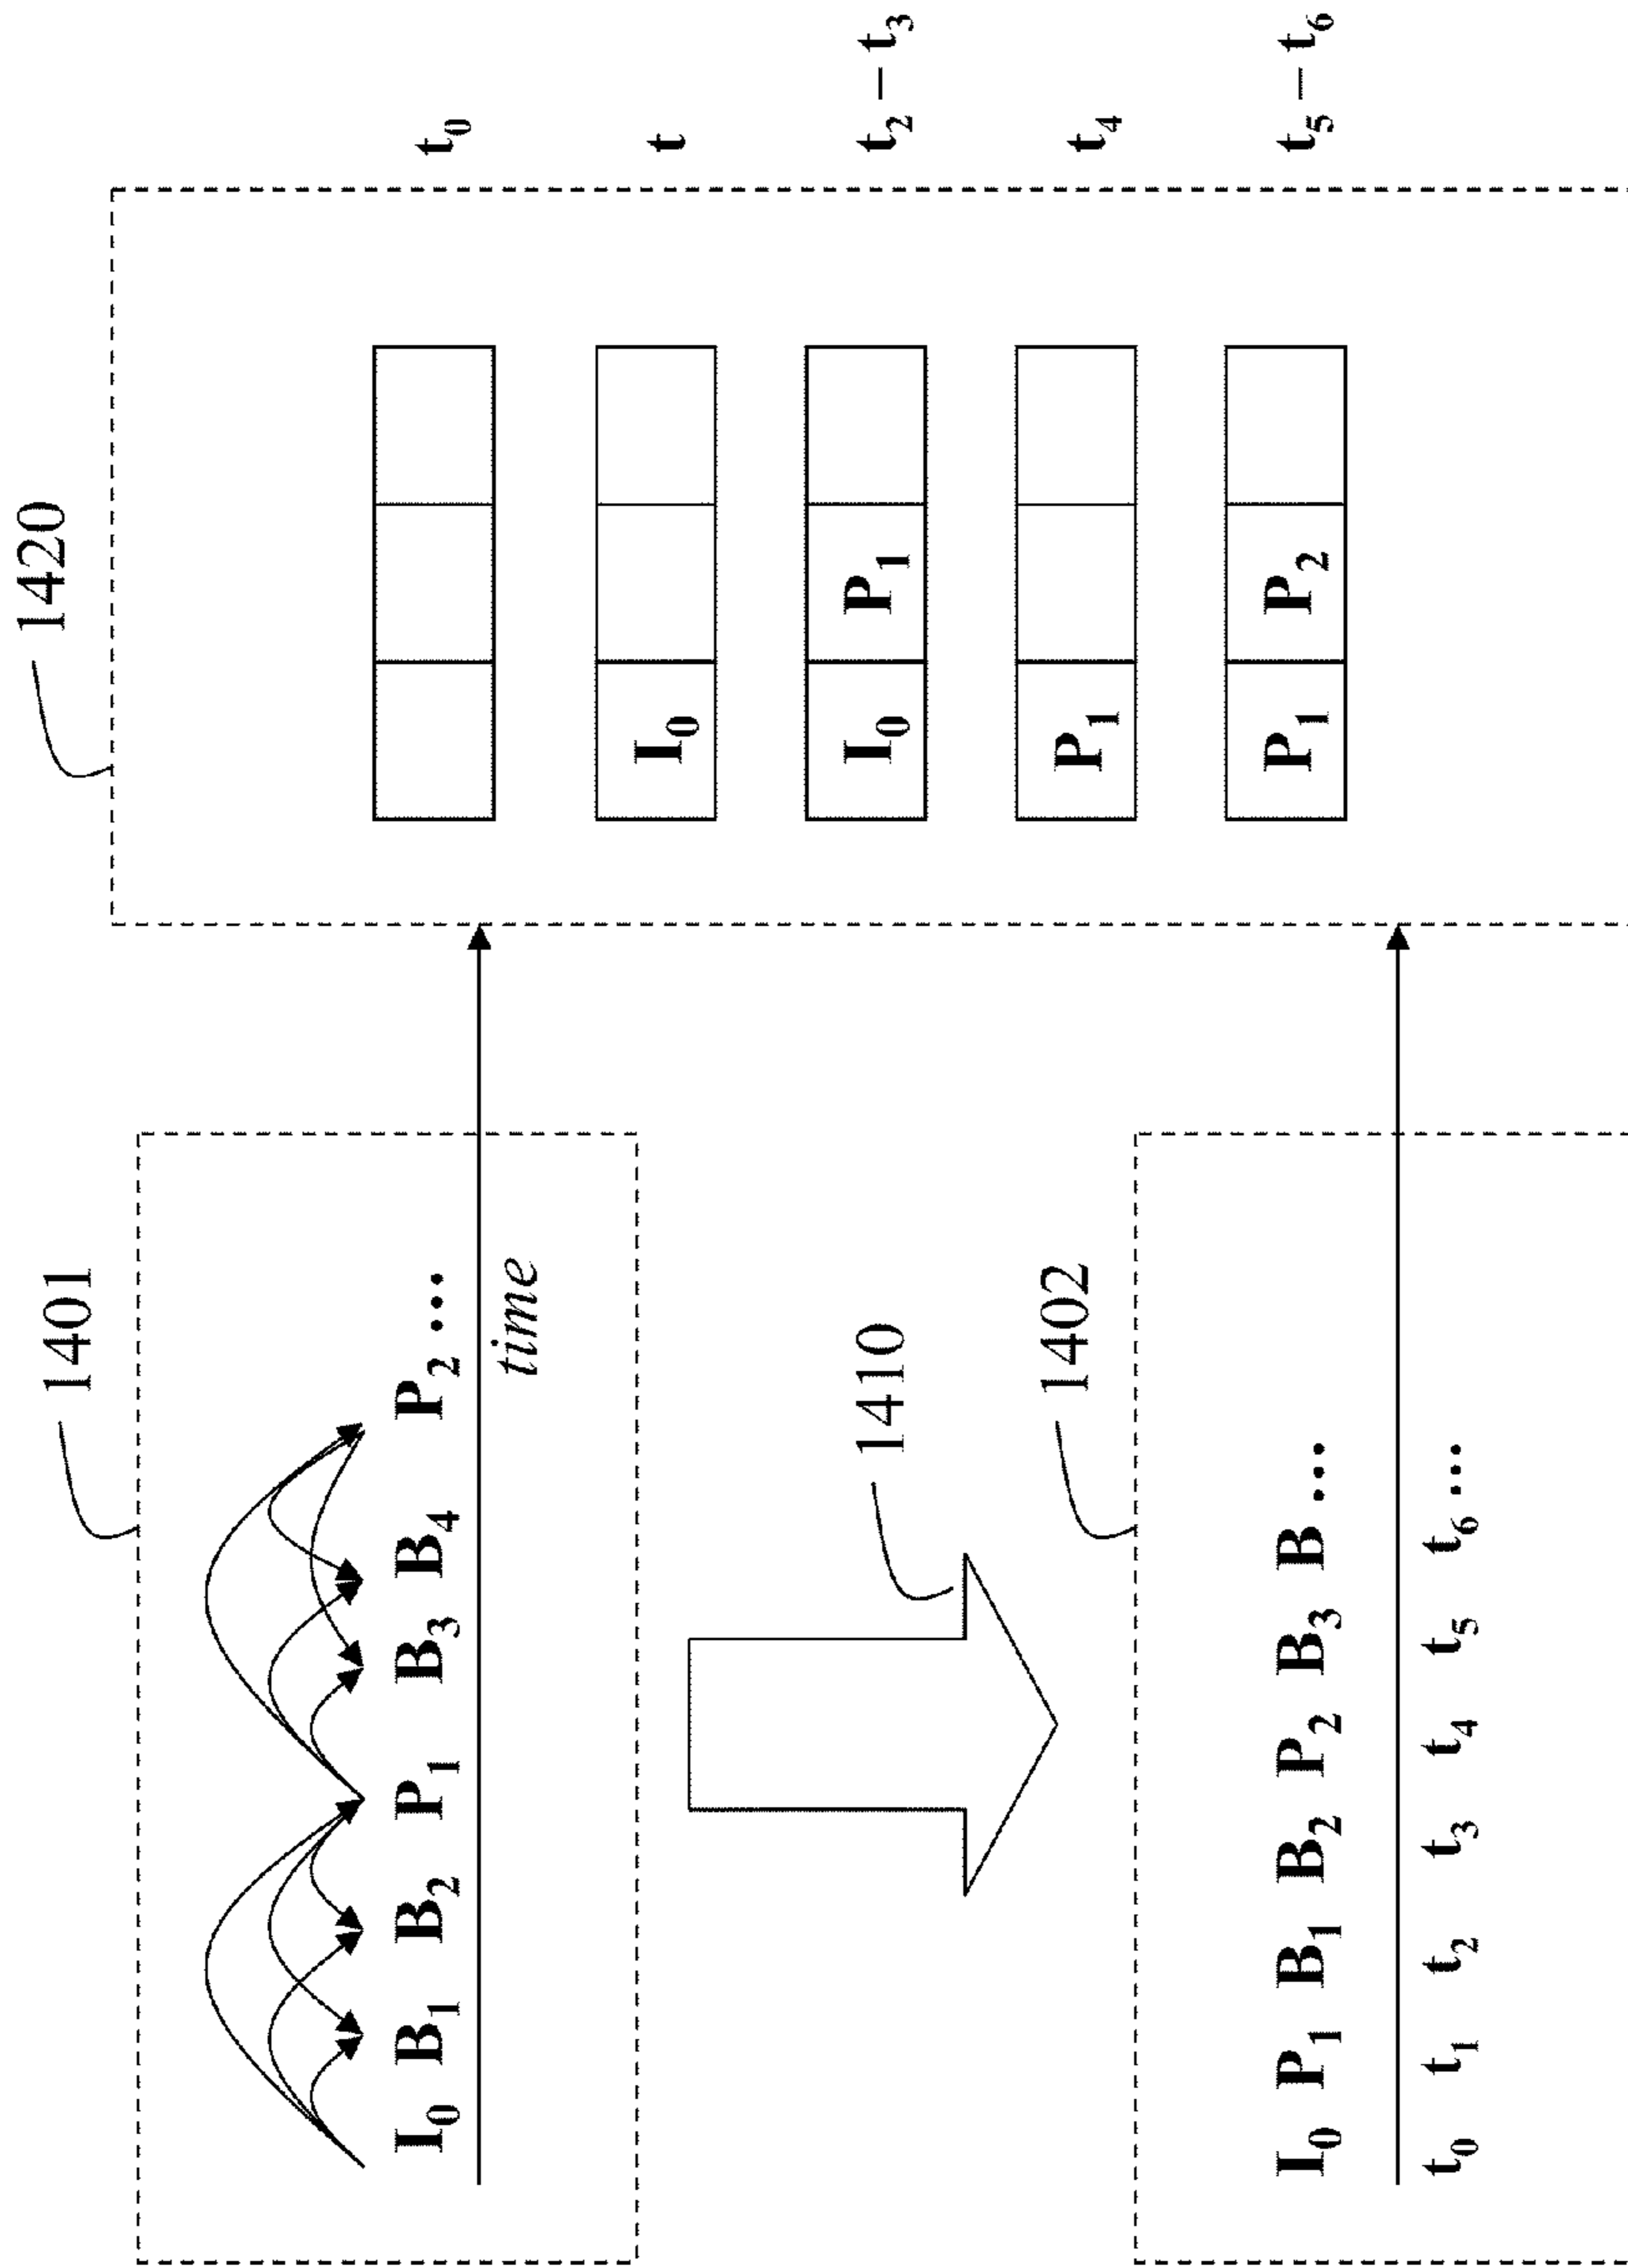 1401
I₀ B₁ B₂ P₁ B₃ B₄ P₂ ...
time
1410
1402
I₀ P₁ B₁ B₂ P₂ B₃ B ...
t₀ t₁ t₂ t₃ t₄ t₅ t₆ ...
1420
t₀
I₀
t
I₀ P₁
t₂ – t₃
P₁
t₄
P₁ P₂
t₅ – t₆